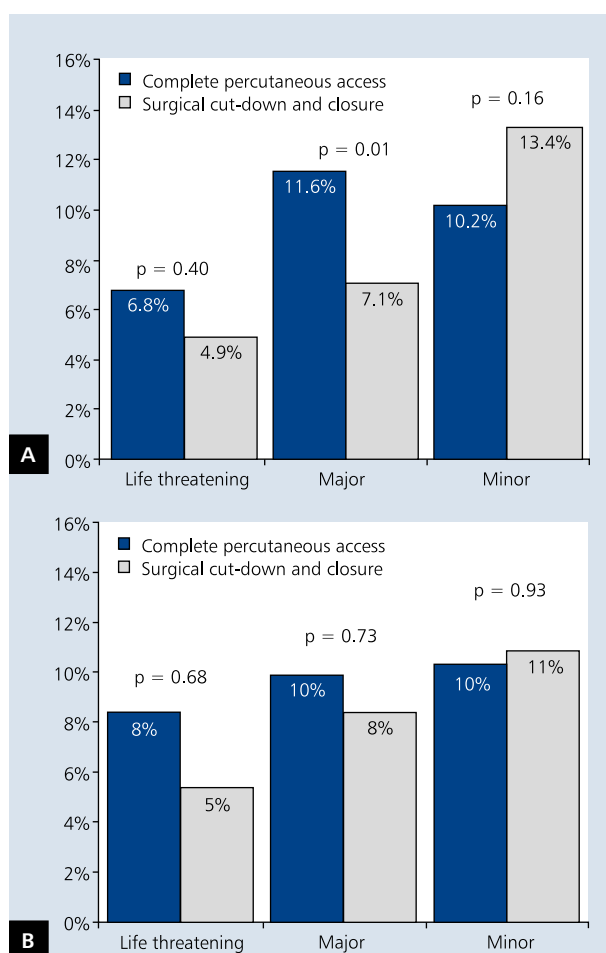 16%
14%
12%
10%
8%
6%
4%
2%
0%
Complete percutaneous access
Surgical cut-down and closure
p = 0.40
p = 0.01
p = 0.16
6.8%
4.9%
11.6%
7.1%
10.2%
13.4%
A
Life threatening
Major
Minor
16%
14%
12%
10%
8%
6%
4%
2%
0%
Complete percutaneous access
Surgical cut-down and closure
p = 0.68
p = 0.73
p = 0.93
8%
5%
10%
8%
10%
11%
B
Life threatening
Major
Minor